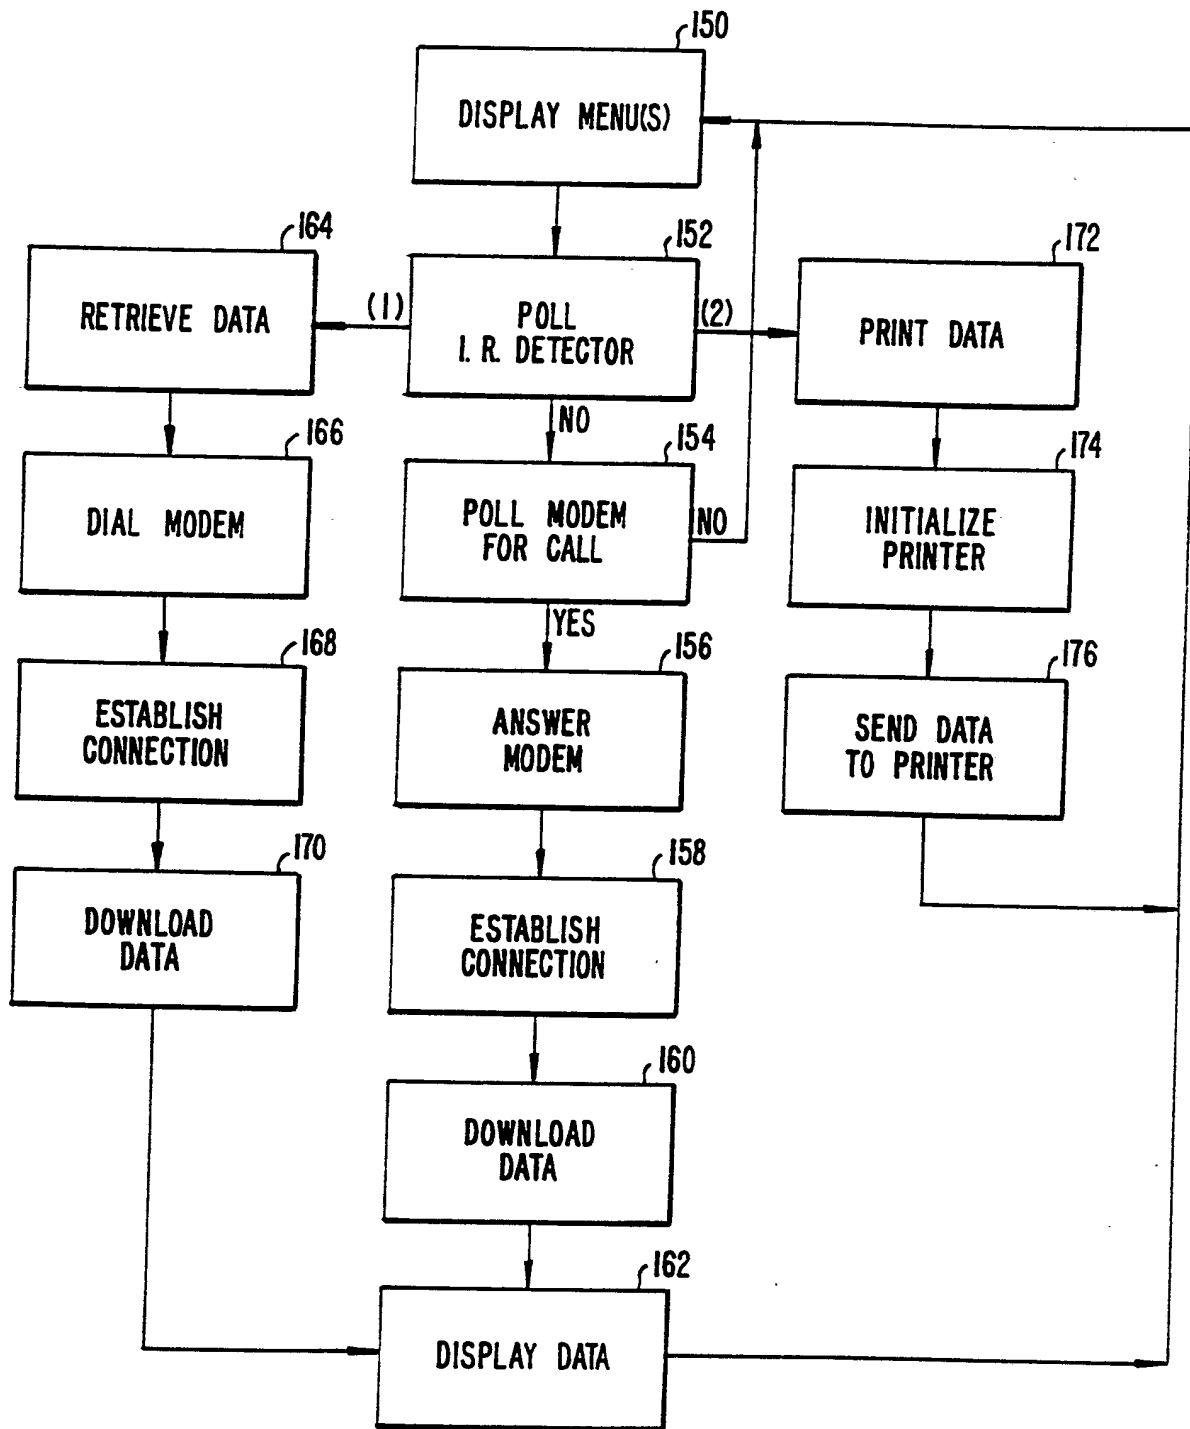 150
DISPLAY MENU(S)
164
RETRIEVE DATA
(1)
152
POLL
I. R. DETECTOR
(2)
172
PRINT DATA
NO
166
DIAL MODEM
154
POLL MODEM
FOR CALL
NO
174
INITIALIZE
PRINTER
YES
168
ESTABLISH
CONNECTION
156
ANSWER
MODEM
176
SEND DATA
TO PRINTER
170
DOWNLOAD
DATA
158
ESTABLISH
CONNECTION
160
DOWNLOAD
DATA
162
DISPLAY DATA